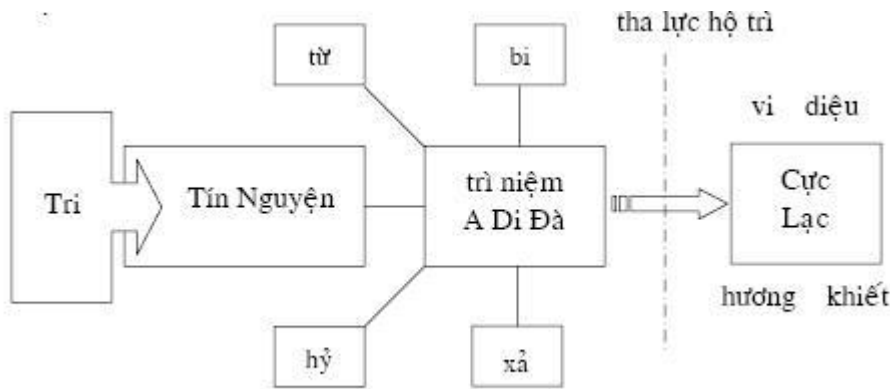 tha lực hộ trì
từ
bi
vi diệu
Tri
Tín Nguyện
trì niệm
A Di Đà
Cực
Lạc
hương khiết
hỷ
xả